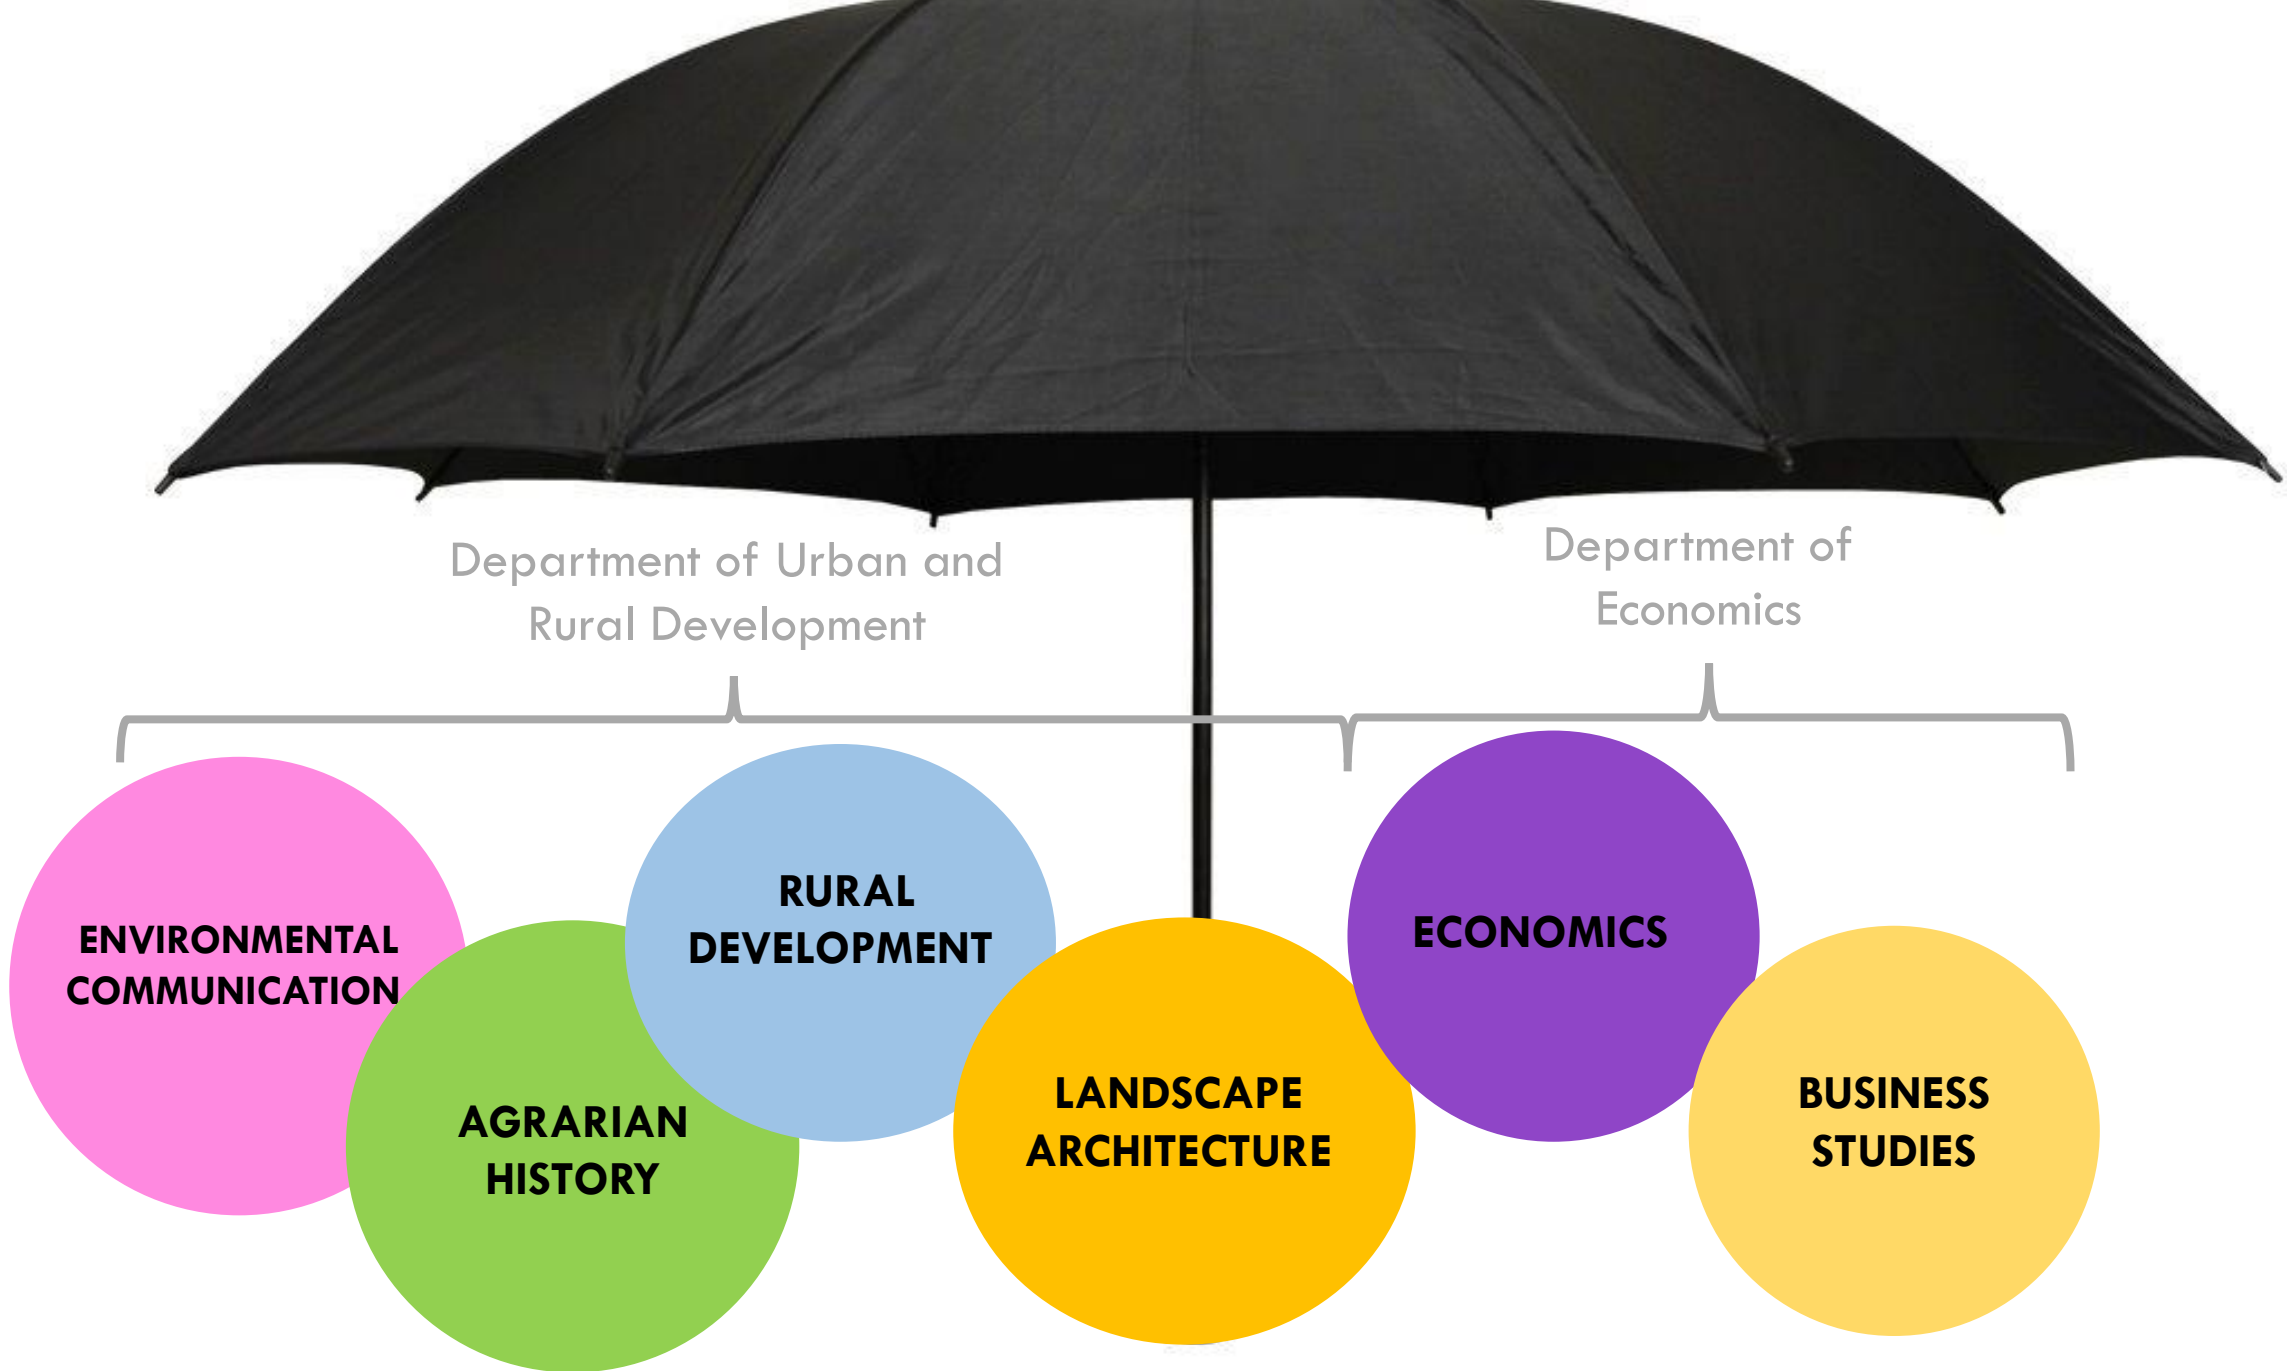 Department of Urban and
Rural Development
Department of
Economics
ENVIRONMENTAL
COMMUNICATION
AGRARIAN
HISTORY
RURAL
DEVELOPMENT
LANDSCAPE
ARCHITECTURE
ECONOMICS
BUSINESS
STUDIES